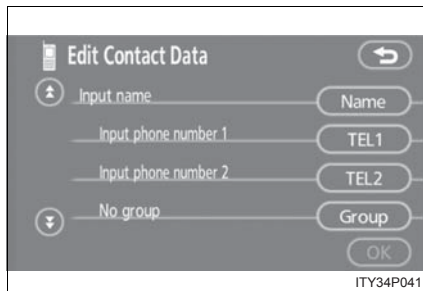 Edit Contact Data
Input name Name
Input phone number 1 TEL1
Input phone number 2 TEL2
No group Group
OK
ITY34P041